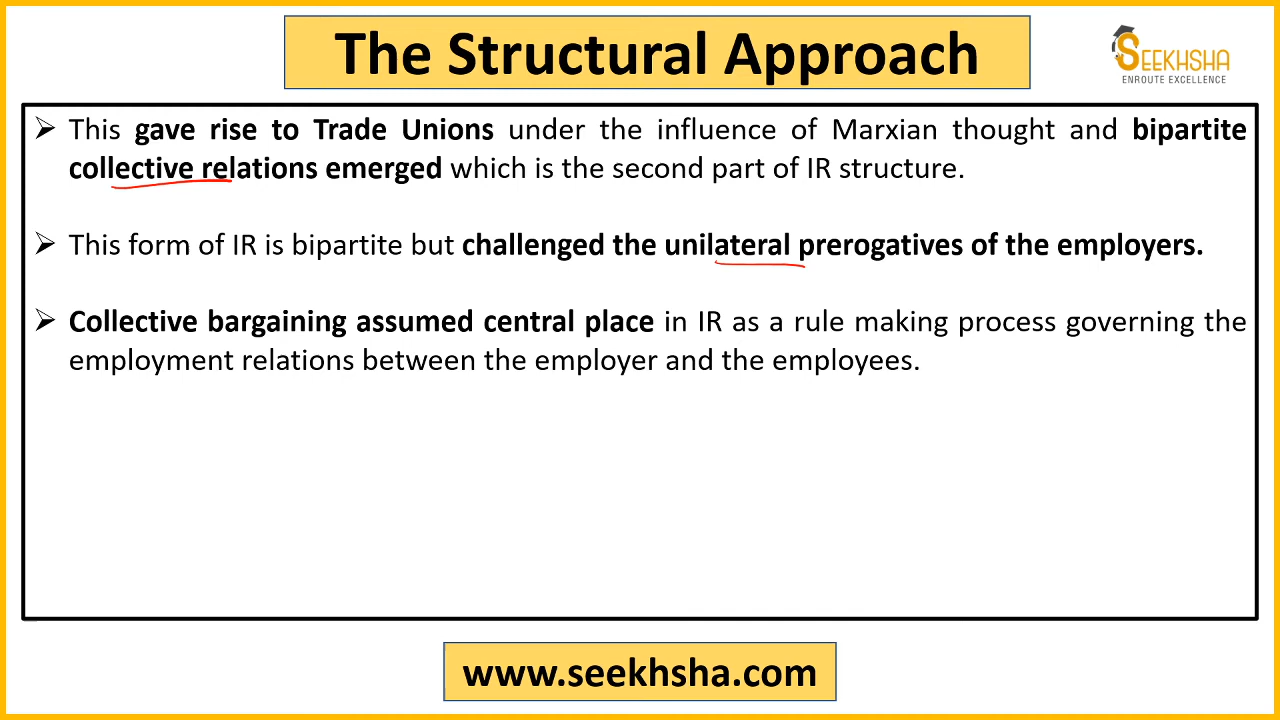 The Structural Approach
SEEKHSHA
ENROUTE EXCELLENCE
➢ This gave rise to Trade Unions under the influence of Marxian thought and bipartite
collective relations emerged which is the second part of IR structure.
➢ This form of IR is bipartite but challenged the unilateral prerogatives of the employers.
➢ Collective bargaining assumed central place in IR as a rule making process governing the
employment relations between the employer and the employees.
www.seekhsha.com